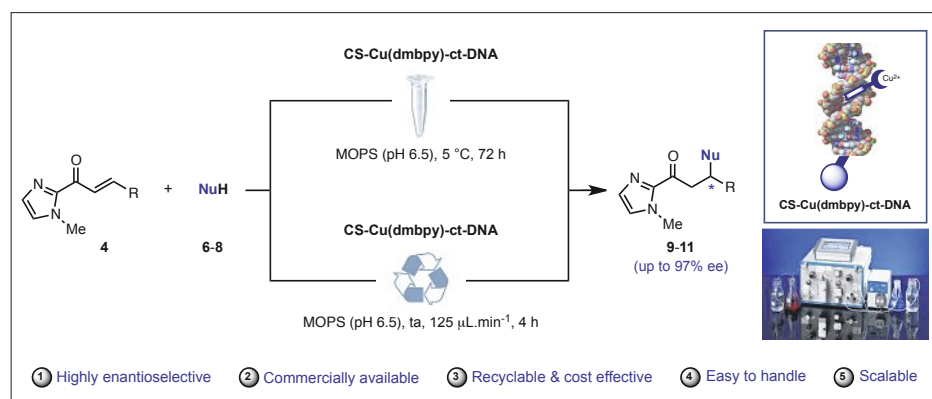 CS-Cu(dmbpy)-ct-DNA
MOPS (pH 6.5), 5 °C, 72 h
O
N
N
Me
R
4
+
NuH
6-8
CS-Cu(dmbpy)-ct-DNA
MOPS (pH 6.5), ta, 125 µL.min-1, 4 h
O
Nu
N
N
Me
*
R
9-11
(up to 97% ee)
Cu2+
CS-Cu(dmbpy)-ct-DNA
1 Highly enantioselective
2 Commercially available
3 Recyclable & cost effective
4 Easy to handle
5 Scalable